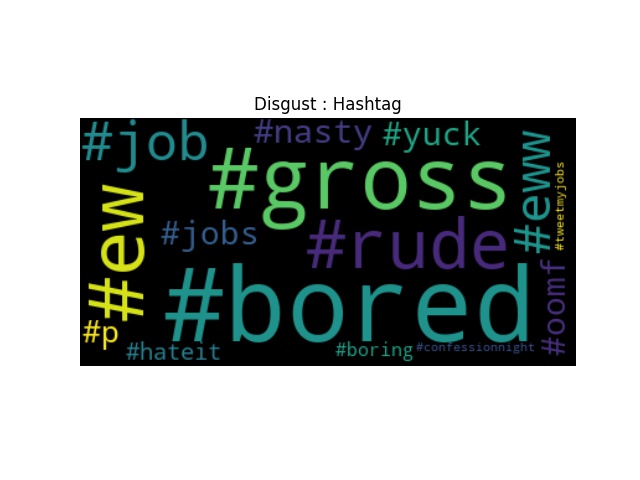 Disgust : Hashtag
#job
#nasty
#yuck
#eww
#tweetmyjobs
#gross
#ew
#jobs
#rude
#bored
#oomf
#p
#hateit
#boring
#confessionnight